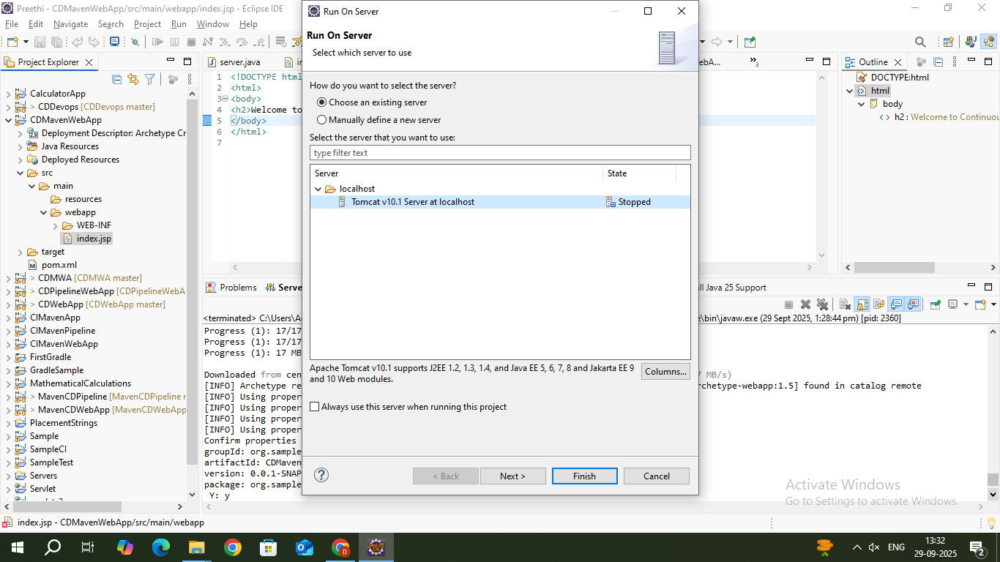 Preethi - CDMavenWebApp/src/main/webapp/index.jsp - Eclipse IDE
File Edit Navigate Search Project Run Window Help
Project Explorer
CalculatorApp
> CDDevops [CDDevops master]
CDMavenWebApp
Deployment Descriptor: Archetype Cr
Java Resources
Deployed Resources
src
main
resources
webapp
WEB-INF
index.jsp
target
pom.xml
> CDMWA [CDMWA master]
> CDPipelineWebApp [CDPipelineWebA
> CDWebApp [CDWebApp master]
CIMavenApp
CIMavenPipeline
CIMavenWebApp
FirstGradle
GradleSample
MathematicalCalculations
> MavenCDPipeline [MavenCDPipeline r
> MavenCDWebApp [MavenCDWebApp
PlacementStrings
Sample
SampleCI
SampleTest
Servers
Servlet
server.java
ebA...
3
1 <!DOCTYPE html
2 <html>
3 <body>
4 <h2>Welcome to
5 </body>
6 </html>
7
Run On Server
Run On Server
Select which server to use
How do you want to select the server?
Choose an existing server
Manually define a new server
Select the server that you want to use:
type filter text
Server State
localhost
Tomcat v10.1 Server at localhost Stopped
Apache Tomcat v10.1 supports J2EE 1.2, 1.3, 1.4, and Java EE 5, 6, 7, 8 and Jakarta EE 9
and 10 Web modules.
Columns...
Always use this server when running this project
< Back Next > Finish Cancel
Outline
DOCTYPE:html
html
body
h2 : Welcome to Continuou
Problems Serve ll Java 25 Support
<terminated> C:\Users\A e\bin\javaw.exe (29 Sept 2025, 1:28:44 pm) [pid: 2360]
Progress (1): 17/17
Progress (1): 17/17
Progress (1): 17 MB
Downloaded from cen 7 MB/s)
[INFO] Archetype re rchetype-webapp:1.5] found in catalog remote
[INFO] Using proper
[INFO] Using proper
[INFO] Using proper
[INFO] Using proper
Confirm properties
groupId: org.sample
artifactId: CDMaven
version: 0.0.1-SNAP
package: org.sample
Y: y
Activate Windows
Go to Settings to activate Windows.
index.jsp - CDMavenWebApp/src/main/webapp
ENG
13:32
29-09-2025
2